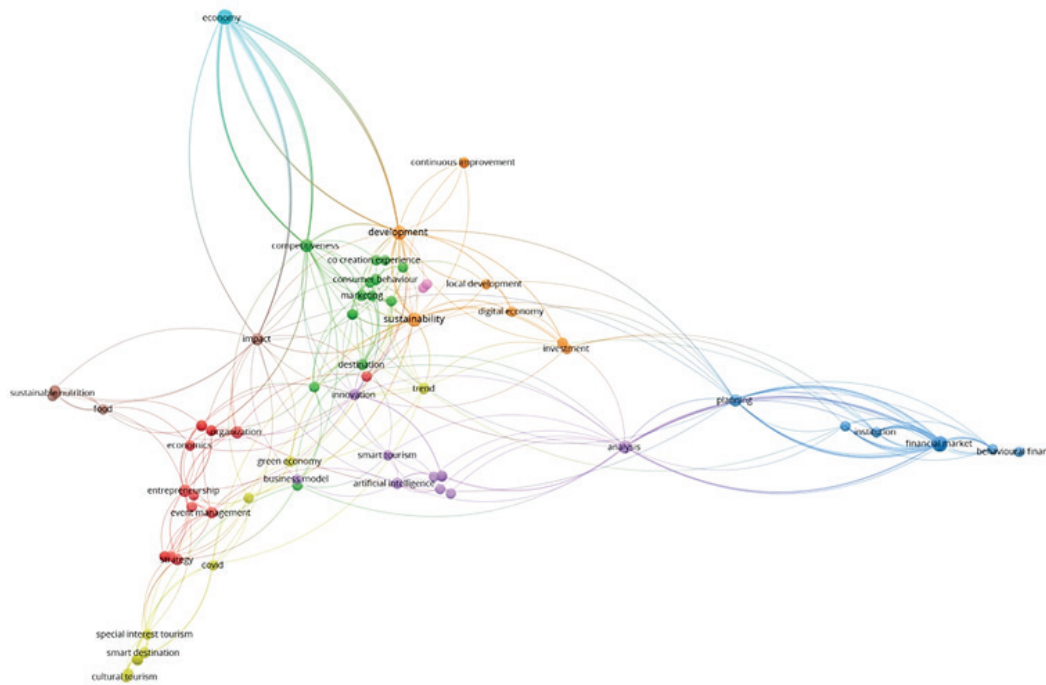 economy
continuous improvement
development
competiveness
co creation experience
consumer behaviour
local development
marketing
digital economy
sustainability
impact
investment
destination
trend
sustainable nutrition
innovation
food
planning
organization
institution
economics
analysis
financial market
behavioural finan
smart tourism
green economy
business model
artificial intelligence
entrepreneurship
event management
strategy
covid
special interest tourism
smart destination
cultural tourism